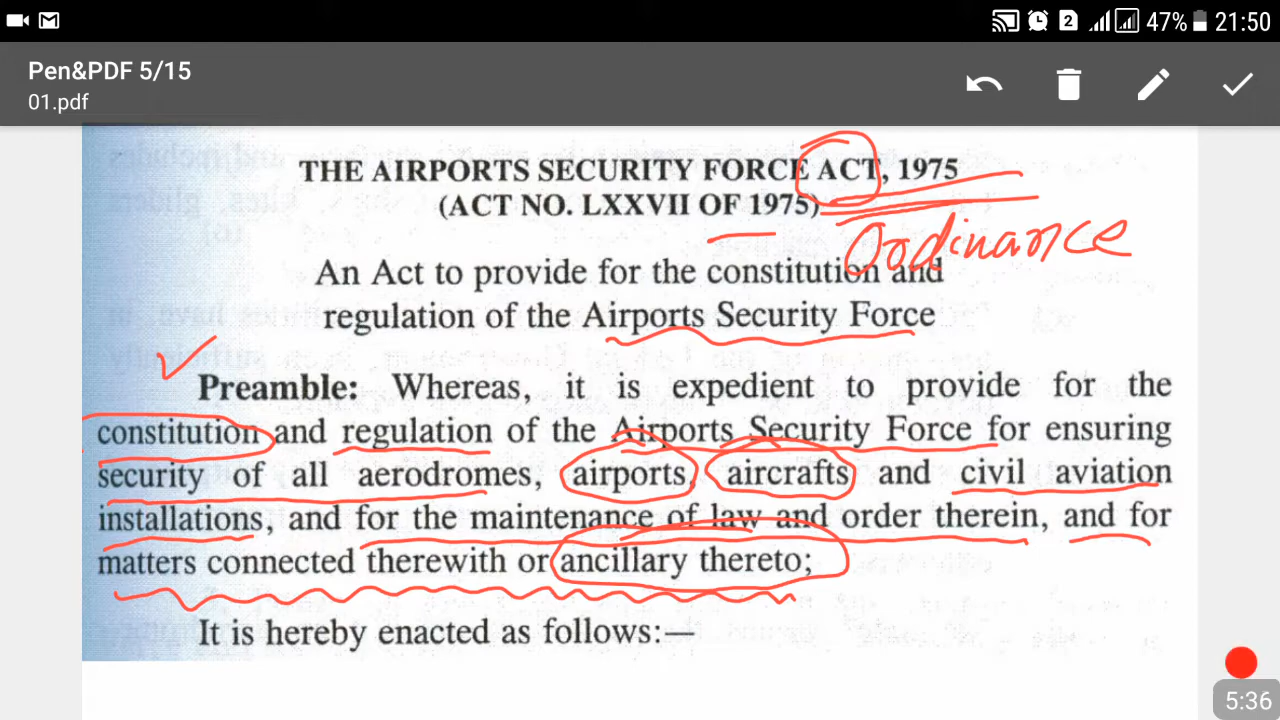 47% 21:50
Pen&PDF 5/15
01.pdf
THE AIRPORTS SECURITY FORCE ACT, 1975
(ACT NO. LXXVII OF 1975)
Ordinance
An Act to provide for the constitution and
regulation of the Airports Security Force
Preamble: Whereas, it is expedient to provide for the
constitution and regulation of the Airports Security Force for ensuring
security of all aerodromes, airports, aircrafts and civil aviation
installations, and for the maintenance of law and order therein, and for
matters connected therewith or ancillary thereto;
It is hereby enacted as follows:—
5:36